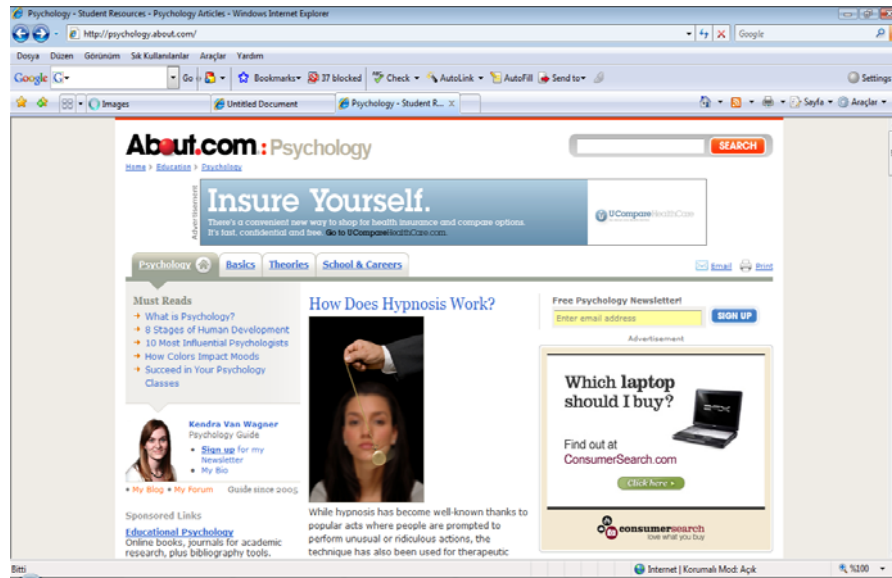 Psychology - Student Resources - Psychology Articles - Windows Internet Explorer
http://psychology.about.com/
Google
Dosya Düzen Görünüm Sık Kullanılanlar Araçlar Yardım
Google G Go Bookmarks 37 blocked Check AutoLink AutoFill Send to Settings
Images Untitled Document Psychology - Student R... X Sayfa Araçlar
About.com: Psychology
SEARCH
Home > Education > Psychology
Advertisement
Insure Yourself.
There's a convenient new way to shop for health insurance and compare options.
It's fast, confidential and free. Go to UCompareHealthCare.com.
UCompareHealthCare
Psychology Basics Theories School & Careers
Email Print
Must Reads
What is Psychology?
8 Stages of Human Development
10 Most Influential Psychologists
How Colors Impact Moods
Succeed in Your Psychology
Classes
Kendra Van Wagner
Psychology Guide
Sign up for my
Newsletter
My Bio
My Blog • My Forum Guide since 2005
Sponsored Links
Educational Psychology
Online books, journals for academic
research, plus bibliography tools.
How Does Hypnosis Work?
While hypnosis has become well-known thanks to
popular acts where people are prompted to
perform unusual or ridiculous actions, the
technique has also been used for therapeutic
Free Psychology Newsletter!
Enter email address SIGN UP
Advertisement
Which laptop
should I buy?
Find out at
ConsumerSearch.com
Click here
consumersearch
love what you buy
Bitti
Internet | Korumalı Mod: Açık %100